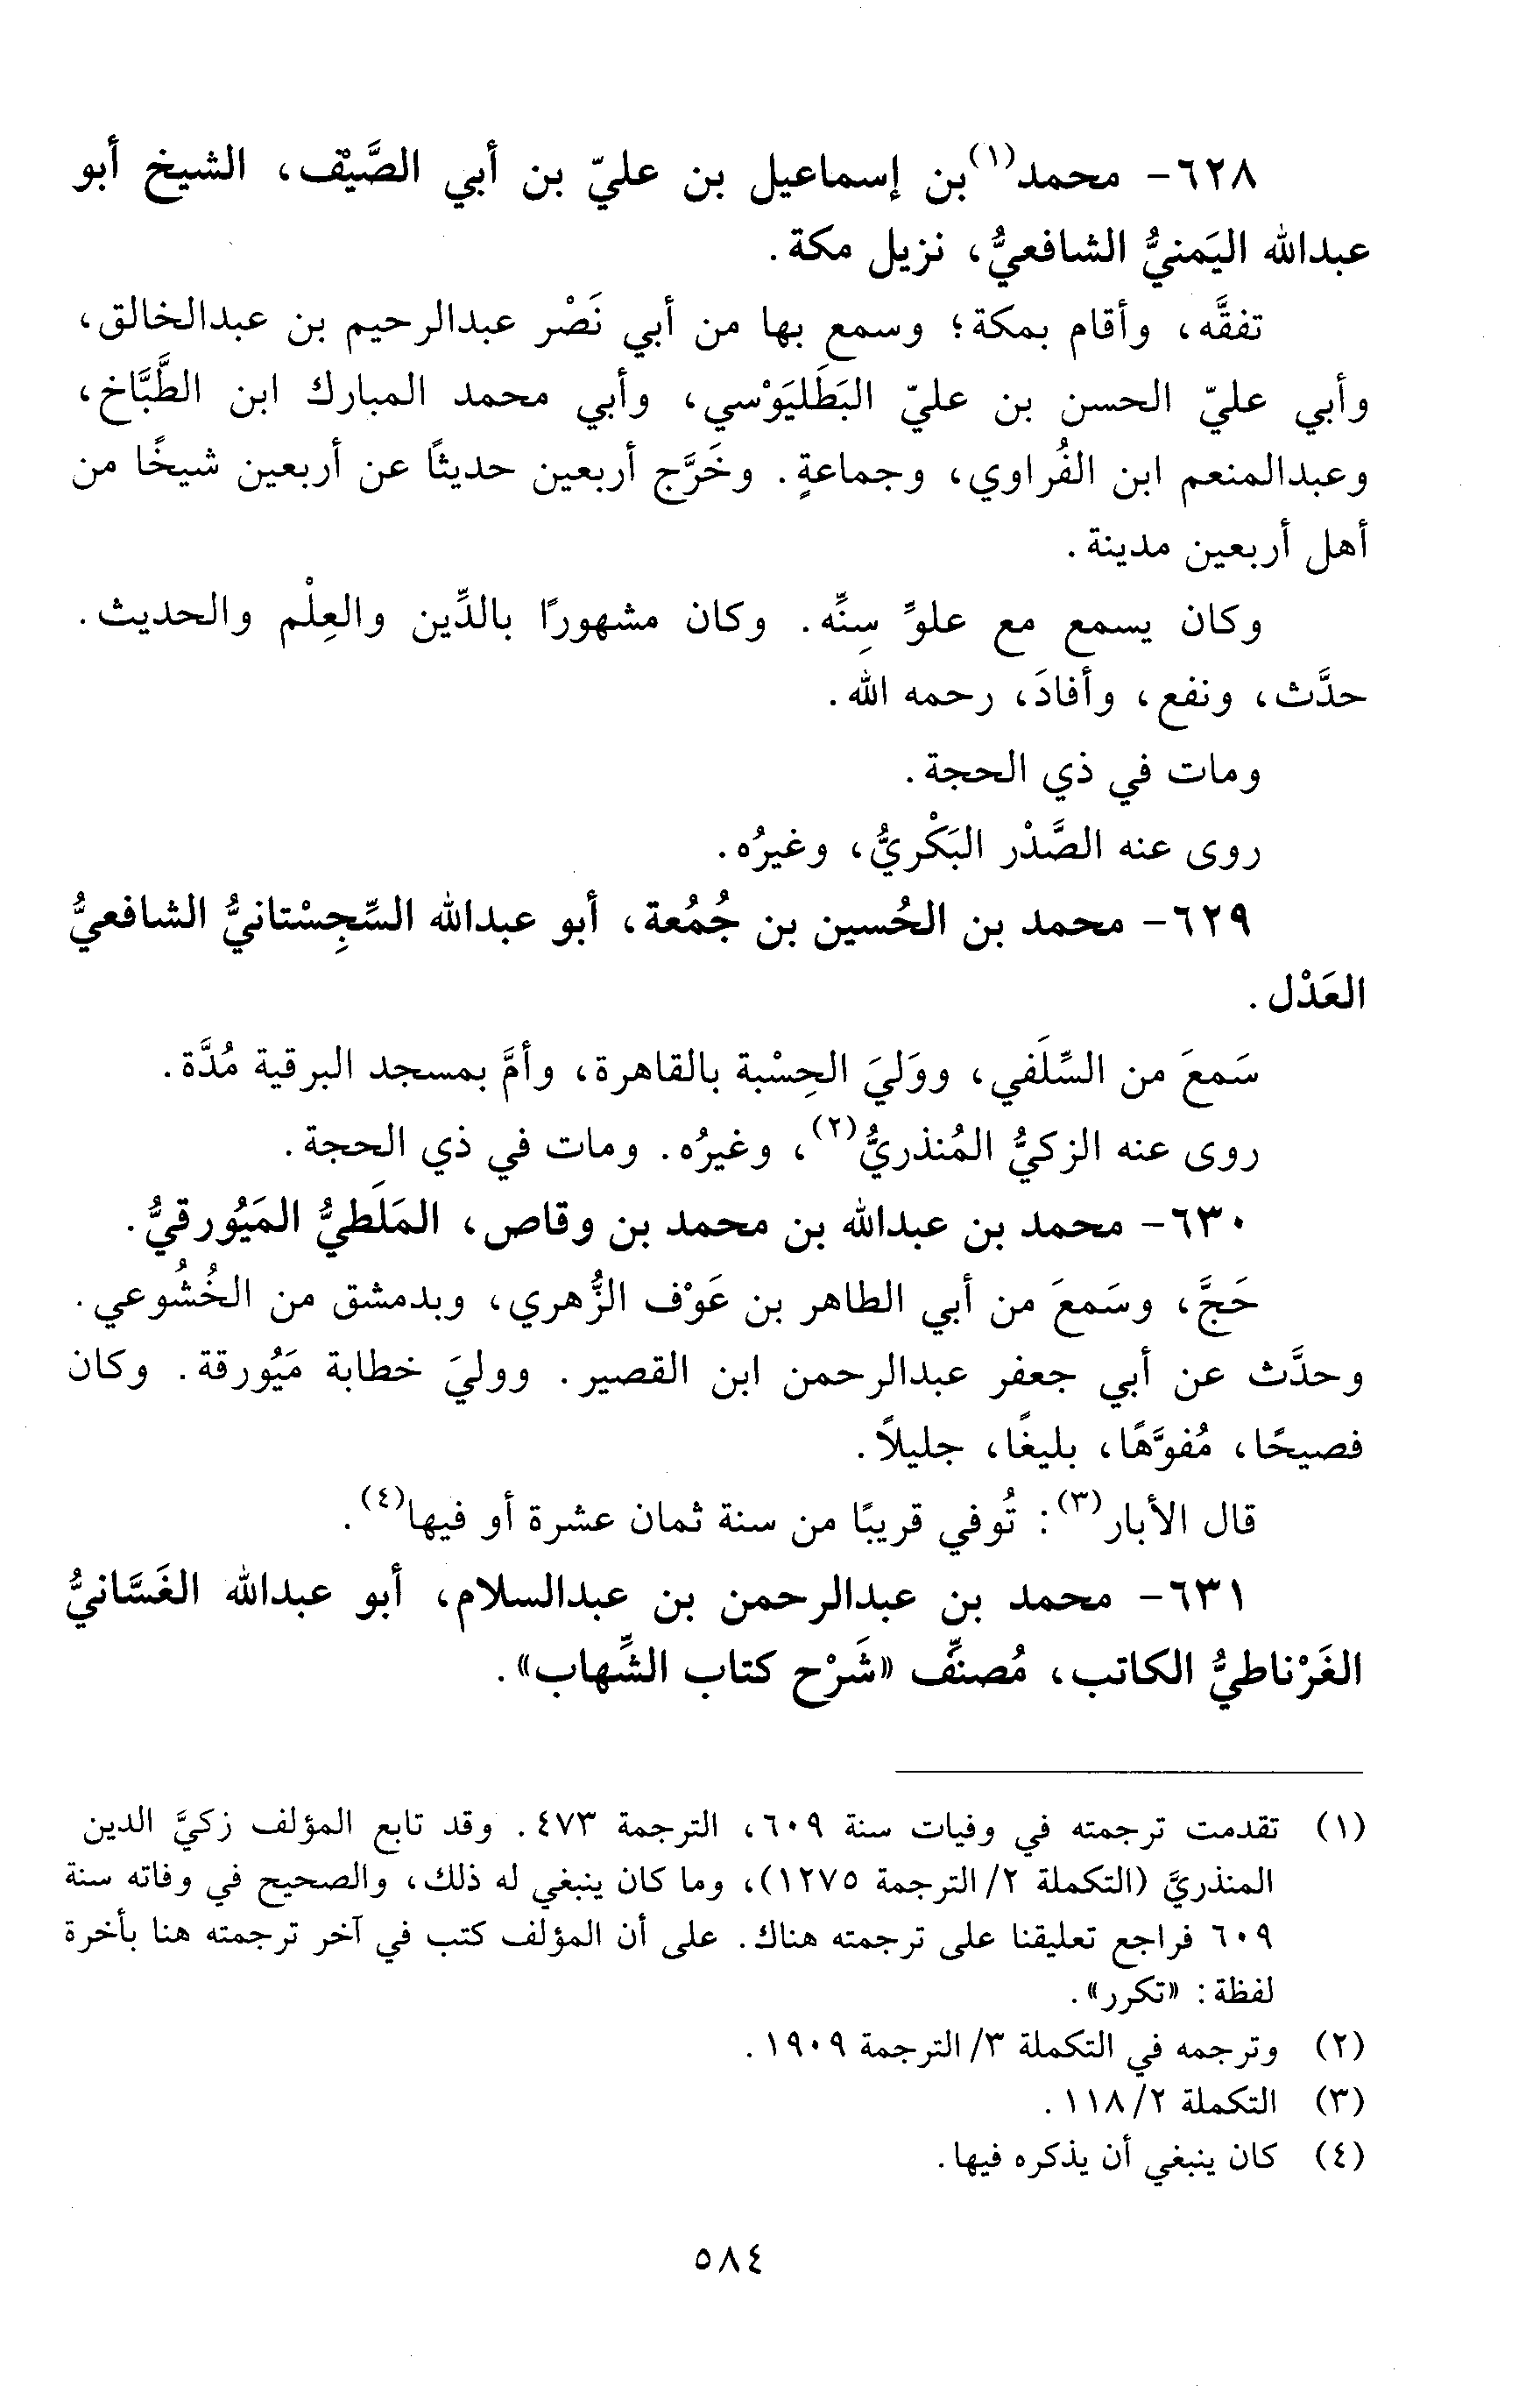 ٦٢٨- محمد(١)بن إسماعيل بن عليّ بن أبي الصَّيْف، الشيخ أبو
عبدالله اليَمنيُّ الشافعيُّ، نزيل مكة.
تفقَّه، وأقام بمكة؛ وسمع بها من أبي نَصْر عبدالرحيم بن عبدالخالق،
وأبي عليّ الحسن بن عليّ البَطَليَوْسي، وأبي محمد المبارك ابن الطَّبَّاخ،
وعبدالمنعم ابن الفُراوي، وجماعةٍ. وخَرَّج أربعين حديثًا عن أربعين شيخًا من
أهل أربعين مدينة.
وكان يسمع مع علوِّ سِنِّه. وكان مشهورًا بالدِّين والعِلْم والحديث.
حدَّث، ونفع، وأفادَ، رحمه الله.
ومات في ذي الحجة.
روى عنه الصَّدْر البَكْريُّ، وغيرُه.
٦٢٩- محمد بن الحُسين بن جُمُعة، أبو عبدالله السِّجِسْتانيُّ الشافعيُّ
العَدْل.
سَمعَ من السِّلَفي، ووَليَ الحِسْبة بالقاهرة، وأمَّ بمسجد البرقية مُدَّة.
روى عنه الزكيُّ المُنذريُّ(٢)، وغيرُه. ومات في ذي الحجة.
٦٣٠- محمد بن عبدالله بن محمد بن وقاص، المَلَطيُّ المَيُورقيُّ.
حَجَّ، وسَمعَ من أبي الطاهر بن عَوْف الزُّهري، وبدمشق من الخُشُوعي.
وحدَّث عن أبي جعفر عبدالرحمن ابن القصير. ووليَ خطابة مَيُورقة. وكان
فصيحًا، مُفوَّهًا، بليغًا، جليلاً.
قال الأبار(٣): تُوفي قريبًا من سنة ثمان عشرة أو فيها(٤).
٦٣١- محمد بن عبدالرحمن بن عبدالسلام، أبو عبدالله الغَسَّانيُّ
الغَرْناطيُّ الكاتب، مُصنِّف «شَرْح كتاب الشِّهاب».
(١) تقدمت ترجمته في وفيات سنة ٦٠٩، الترجمة ٤٧٣. وقد تابع المؤلف زكيَّ الدين
المنذريَّ (التكملة ٢/ الترجمة ١٢٧٥)، وما كان ينبغي له ذلك، والصحيح في وفاته سنة
٦٠٩ فراجع تعليقنا على ترجمته هناك. على أن المؤلف كتب في آخر ترجمته هنا بأخرة
لفظة: «تكرر».
(٢) وترجمه في التكملة ٣/ الترجمة ١٩٠٩.
(٣) التكملة ٢/ ١١٨.
(٤) كان ينبغي أن يذكره فيها.
٥٨٤